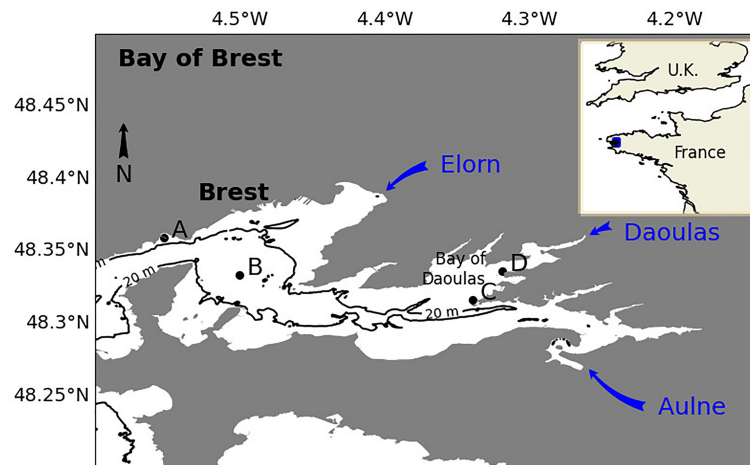 4.5°W 4.4°W 4.3°W 4.2°W
Bay of Brest
U.K.
48.45°N
France
N
48.4°N
Elorn
Brest
A
Daoulas
48.35°N
m
20 m
B
Bay of
Daoulas
D
C
20 m
48.3°N
48.25°N
Aulne